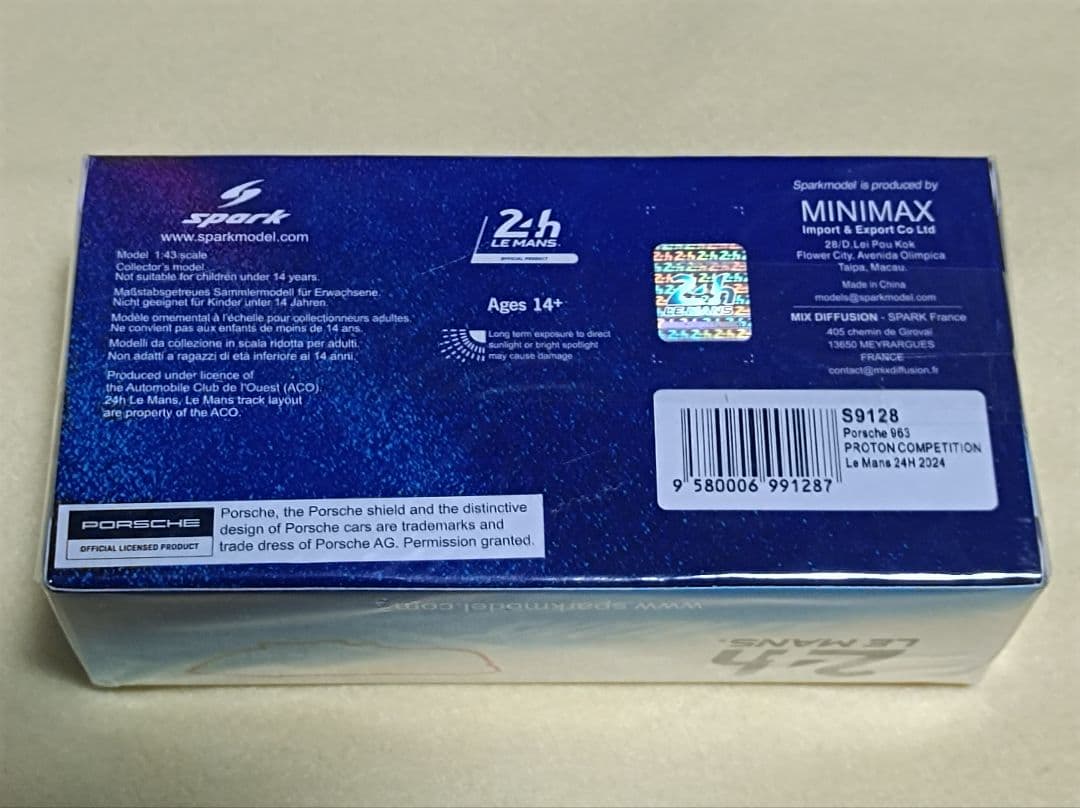 spark
www.sparkmodel.com
Model 1:43 scale
Collector's model
Not suitable for children under 14 years.
Maßstabsgetreues Sammlermodell für Erwachsene.
Nicht geeignet für Kinder unter 14 Jahren.
Modèle ornemental à l'échelle pour collectionneurs adultes.
Ne convient pas aux enfants de moins de 14 ans.
Modelli da collezione in scala ridotta per adulti.
Non adatti a ragazzi di età inferiore ai 14 anni.
Produced under licence of
the Automobile Club de l'Ouest (ACO).
24h Le Mans, Le Mans track layout
are property of the ACO.
24h
LE MANS
OFFICIAL PRODUCT
Ages 14+
Long term exposure to direct
sunlight or bright spotlight
may cause damage
24h
LE MANS
Sparkmodel is produced by
MINIMAX
Import & Export Co Ltd
28/D,Lei Pou Kok
Flower City, Avenida Olimpica
Taipa, Macau.
Made in China
models@sparkmodel.com
MIX DIFFUSION - SPARK France
405 chemin de Girovai
13650 MEYRARGUES
FRANCE
contact@mixdiffusion.fr
S9128
Porsche 963
PROTON COMPETITION
Le Mans 24H 2024
9 580006 991287
PORSCHE
OFFICIAL LICENSED PRODUCT
Porsche, the Porsche shield and the distinctive
design of Porsche cars are trademarks and
trade dress of Porsche AG. Permission granted.
www.sparkmodel.com
LE MANS
24h